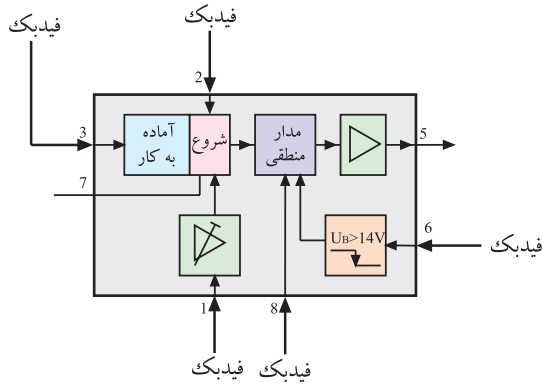 فیدبک
فیدبک
2
3
آماده
به کار
شروع
مدار
منطقی
5
7
6
U_B>14V
فیدبک
1
8
فیدبک
فیدبک